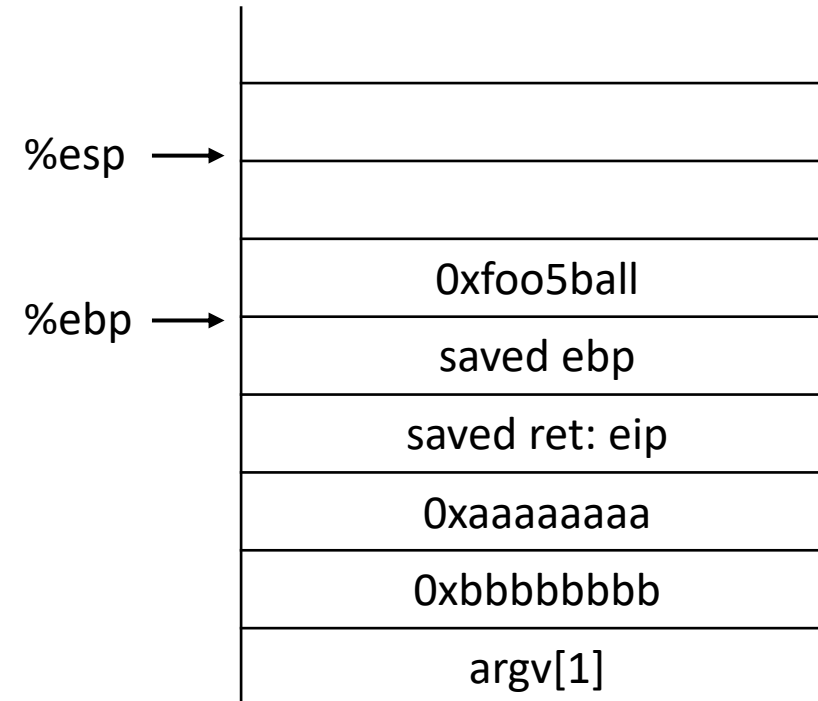 %esp
0xfoo5ball
%ebp
saved ebp
saved ret: eip
0xaaaaaaaa
0xbbbbbbbb
argv[1]